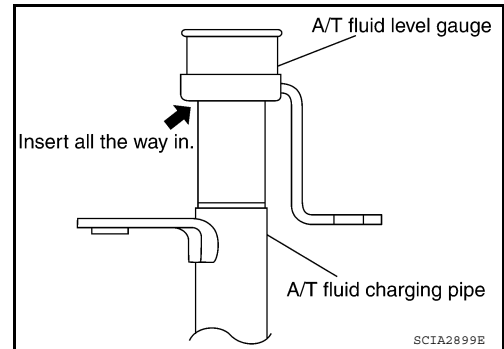 A/T fluid level gauge
Insert all the way in.
A/T fluid charging pipe
SCIA2899E